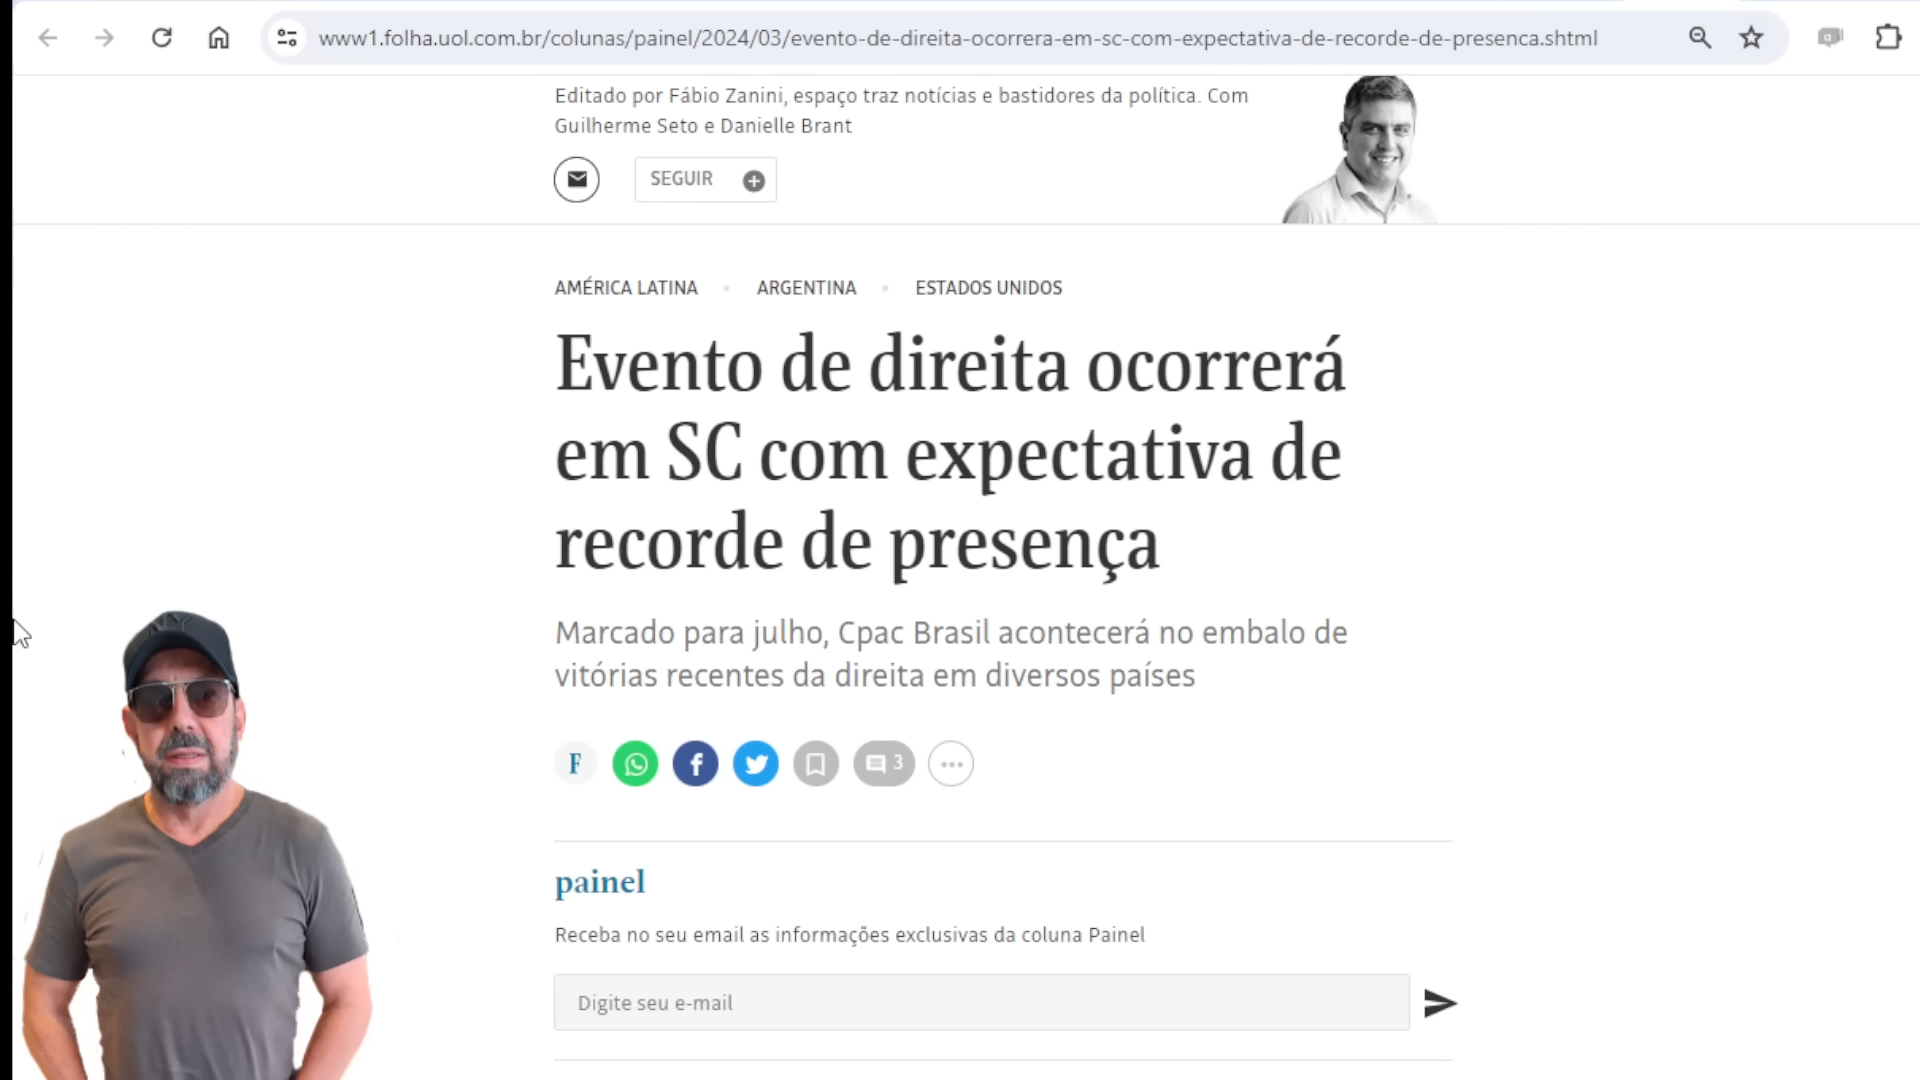 www1.folha.uol.com.br/colunas/painel/2024/03/evento-de-direita-ocorrera-em-sc-com-expectativa-de-recorde-de-presenca.shtml
Editado por Fábio Zanini, espaço traz notícias e bastidores da política. Com
Guilherme Seto e Danielle Brant
SEGUIR
AMÉRICA LATINA ARGENTINA ESTADOS UNIDOS
Evento de direita ocorrerá
em SC com expectativa de
recorde de presença
Marcado para julho, Cpac Brasil acontecerá no embalo de
vitórias recentes da direita em diversos países
F f 3
painel
Receba no seu email as informações exclusivas da coluna Painel
Digite seu e-mail
NY